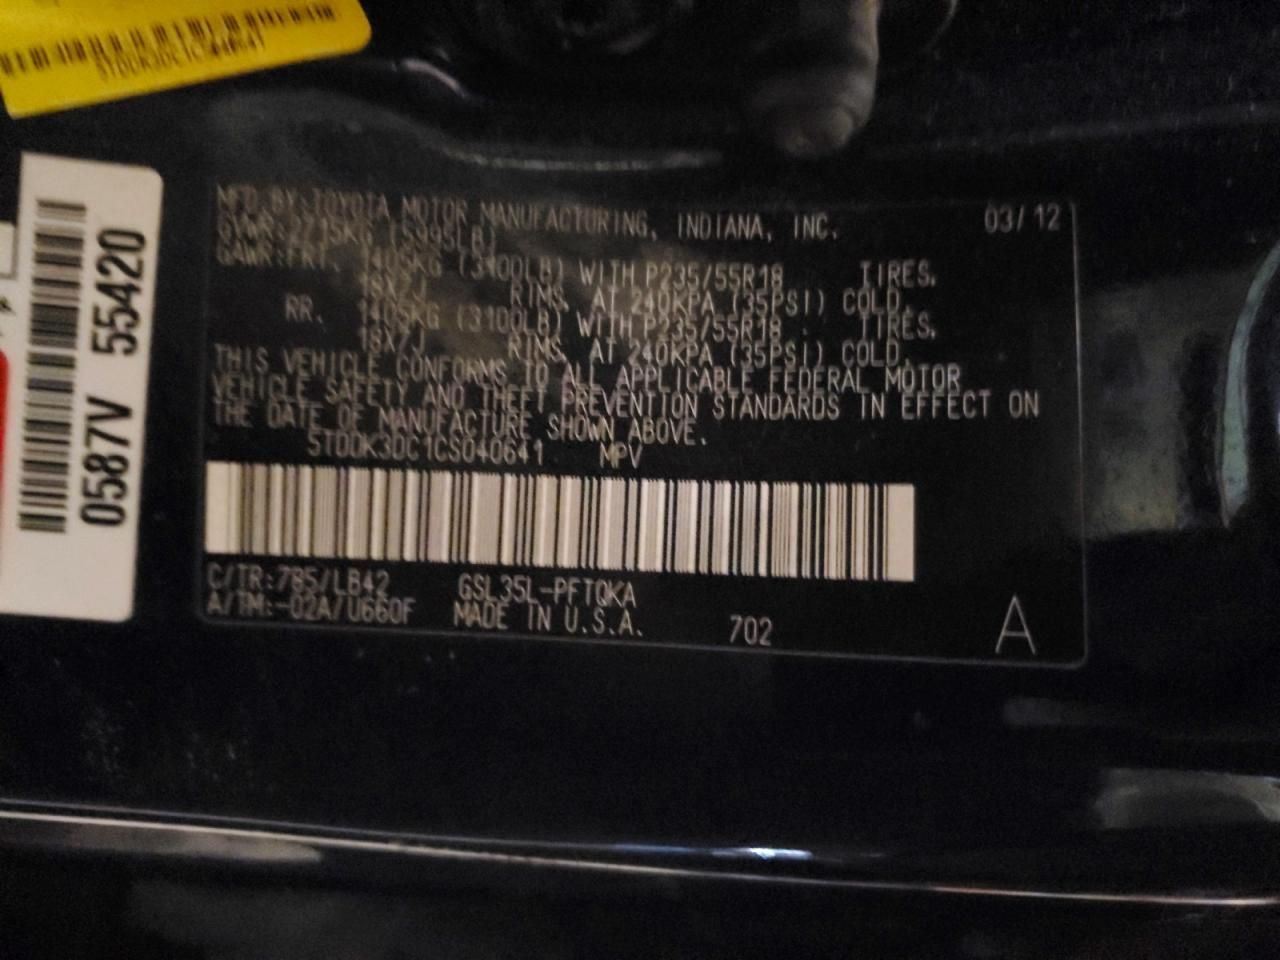 5TDDK3DC1CS040641
0587V 55420
MFD BY: TOYOTA MOTOR MANUFACTURING, INDIANA, INC. 03/12
GVWR: 2715KG (5995LB)
GAWR: FRT. 1405KG (3100LB) WITH P235/55R18 TIRES,
18X7J RIMS, AT 240KPA (35PSI) COLD.
RR. 1405KG (3100LB) WITH P235/55R18 TIRES,
18X7J RIMS, AT 240KPA (35PSI) COLD.
THIS VEHICLE CONFORMS TO ALL APPLICABLE FEDERAL MOTOR
VEHICLE SAFETY AND THEFT PREVENTION STANDARDS IN EFFECT ON
THE DATE OF MANUFACTURE SHOWN ABOVE.
5TDDK3DC1CS040641 MPV
C/TR: 785/LB42 GSL35L-PFTQKA
A/TM: -02A/U660F MADE IN U.S.A. 702 A